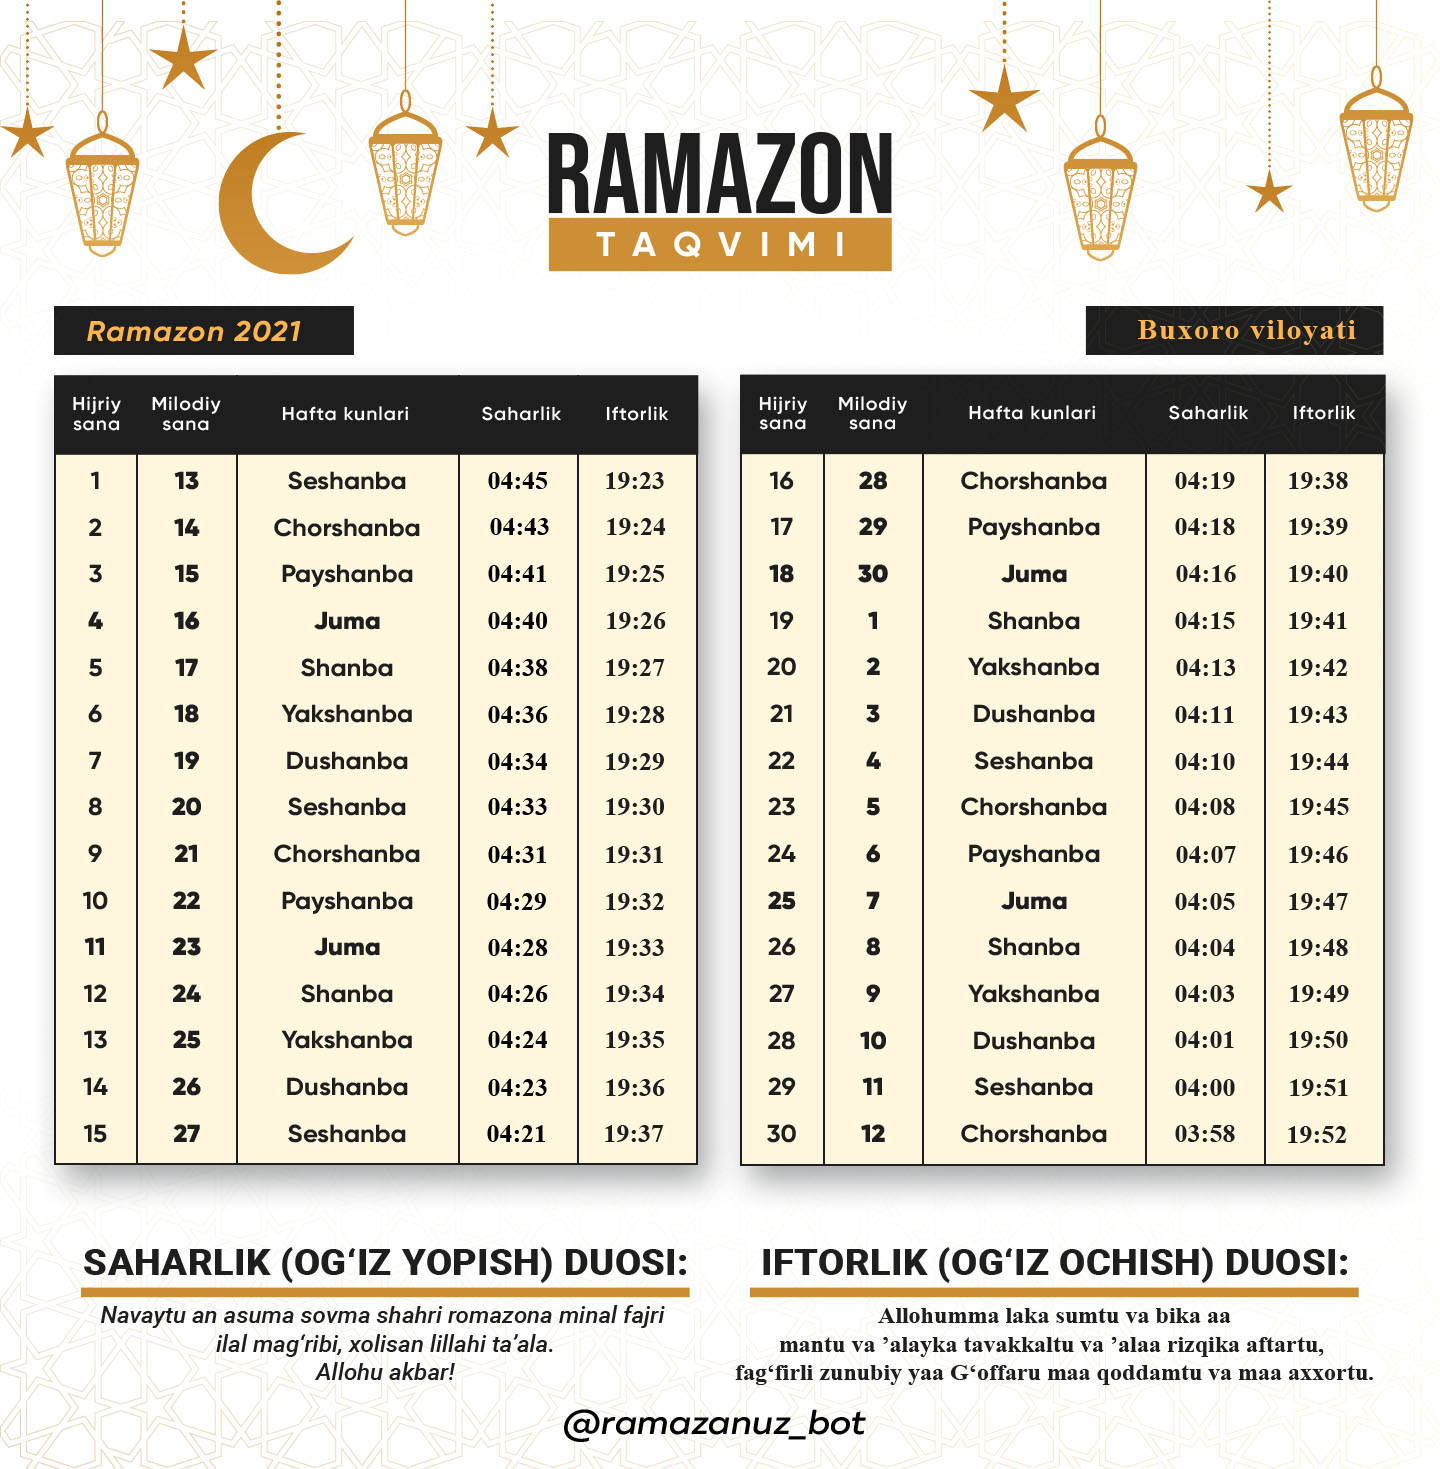 RAMAZON
TAQVIMI
Ramazon 2021
Buxoro viloyati
Hijriy sana Milodiy sana Hafta kunlari Saharlik Iftorlik
1 13 Seshanba 04:45 19:23
2 14 Chorshanba 04:43 19:24
3 15 Payshanba 04:41 19:25
4 16 Juma 04:40 19:26
5 17 Shanba 04:38 19:27
6 18 Yakshanba 04:36 19:28
7 19 Dushanba 04:34 19:29
8 20 Seshanba 04:33 19:30
9 21 Chorshanba 04:31 19:31
10 22 Payshanba 04:29 19:32
11 23 Juma 04:28 19:33
12 24 Shanba 04:26 19:34
13 25 Yakshanba 04:24 19:35
14 26 Dushanba 04:23 19:36
15 27 Seshanba 04:21 19:37
Hijriy sana Milodiy sana Hafta kunlari Saharlik Iftorlik
16 28 Chorshanba 04:19 19:38
17 29 Payshanba 04:18 19:39
18 30 Juma 04:16 19:40
19 1 Shanba 04:15 19:41
20 2 Yakshanba 04:13 19:42
21 3 Dushanba 04:11 19:43
22 4 Seshanba 04:10 19:44
23 5 Chorshanba 04:08 19:45
24 6 Payshanba 04:07 19:46
25 7 Juma 04:05 19:47
26 8 Shanba 04:04 19:48
27 9 Yakshanba 04:03 19:49
28 10 Dushanba 04:01 19:50
29 11 Seshanba 04:00 19:51
30 12 Chorshanba 03:58 19:52
SAHARLIK (OG‘IZ YOPISH) DUOSI:
Navaytu an asuma sovma shahri romazona minal fajri
ilal mag‘ribi, xolisan lillahi ta’ala.
Allohu akbar!
IFTORLIK (OG‘IZ OCHISH) DUOSI:
Allohumma laka sumtu va bika aa
mantu va ’alayka tavakkaltu va ’alaa rizqika aftartu,
fag‘firli zunubiy yaa G‘offaru maa qoddamtu va maa axxortu.
@ramazanuz_bot